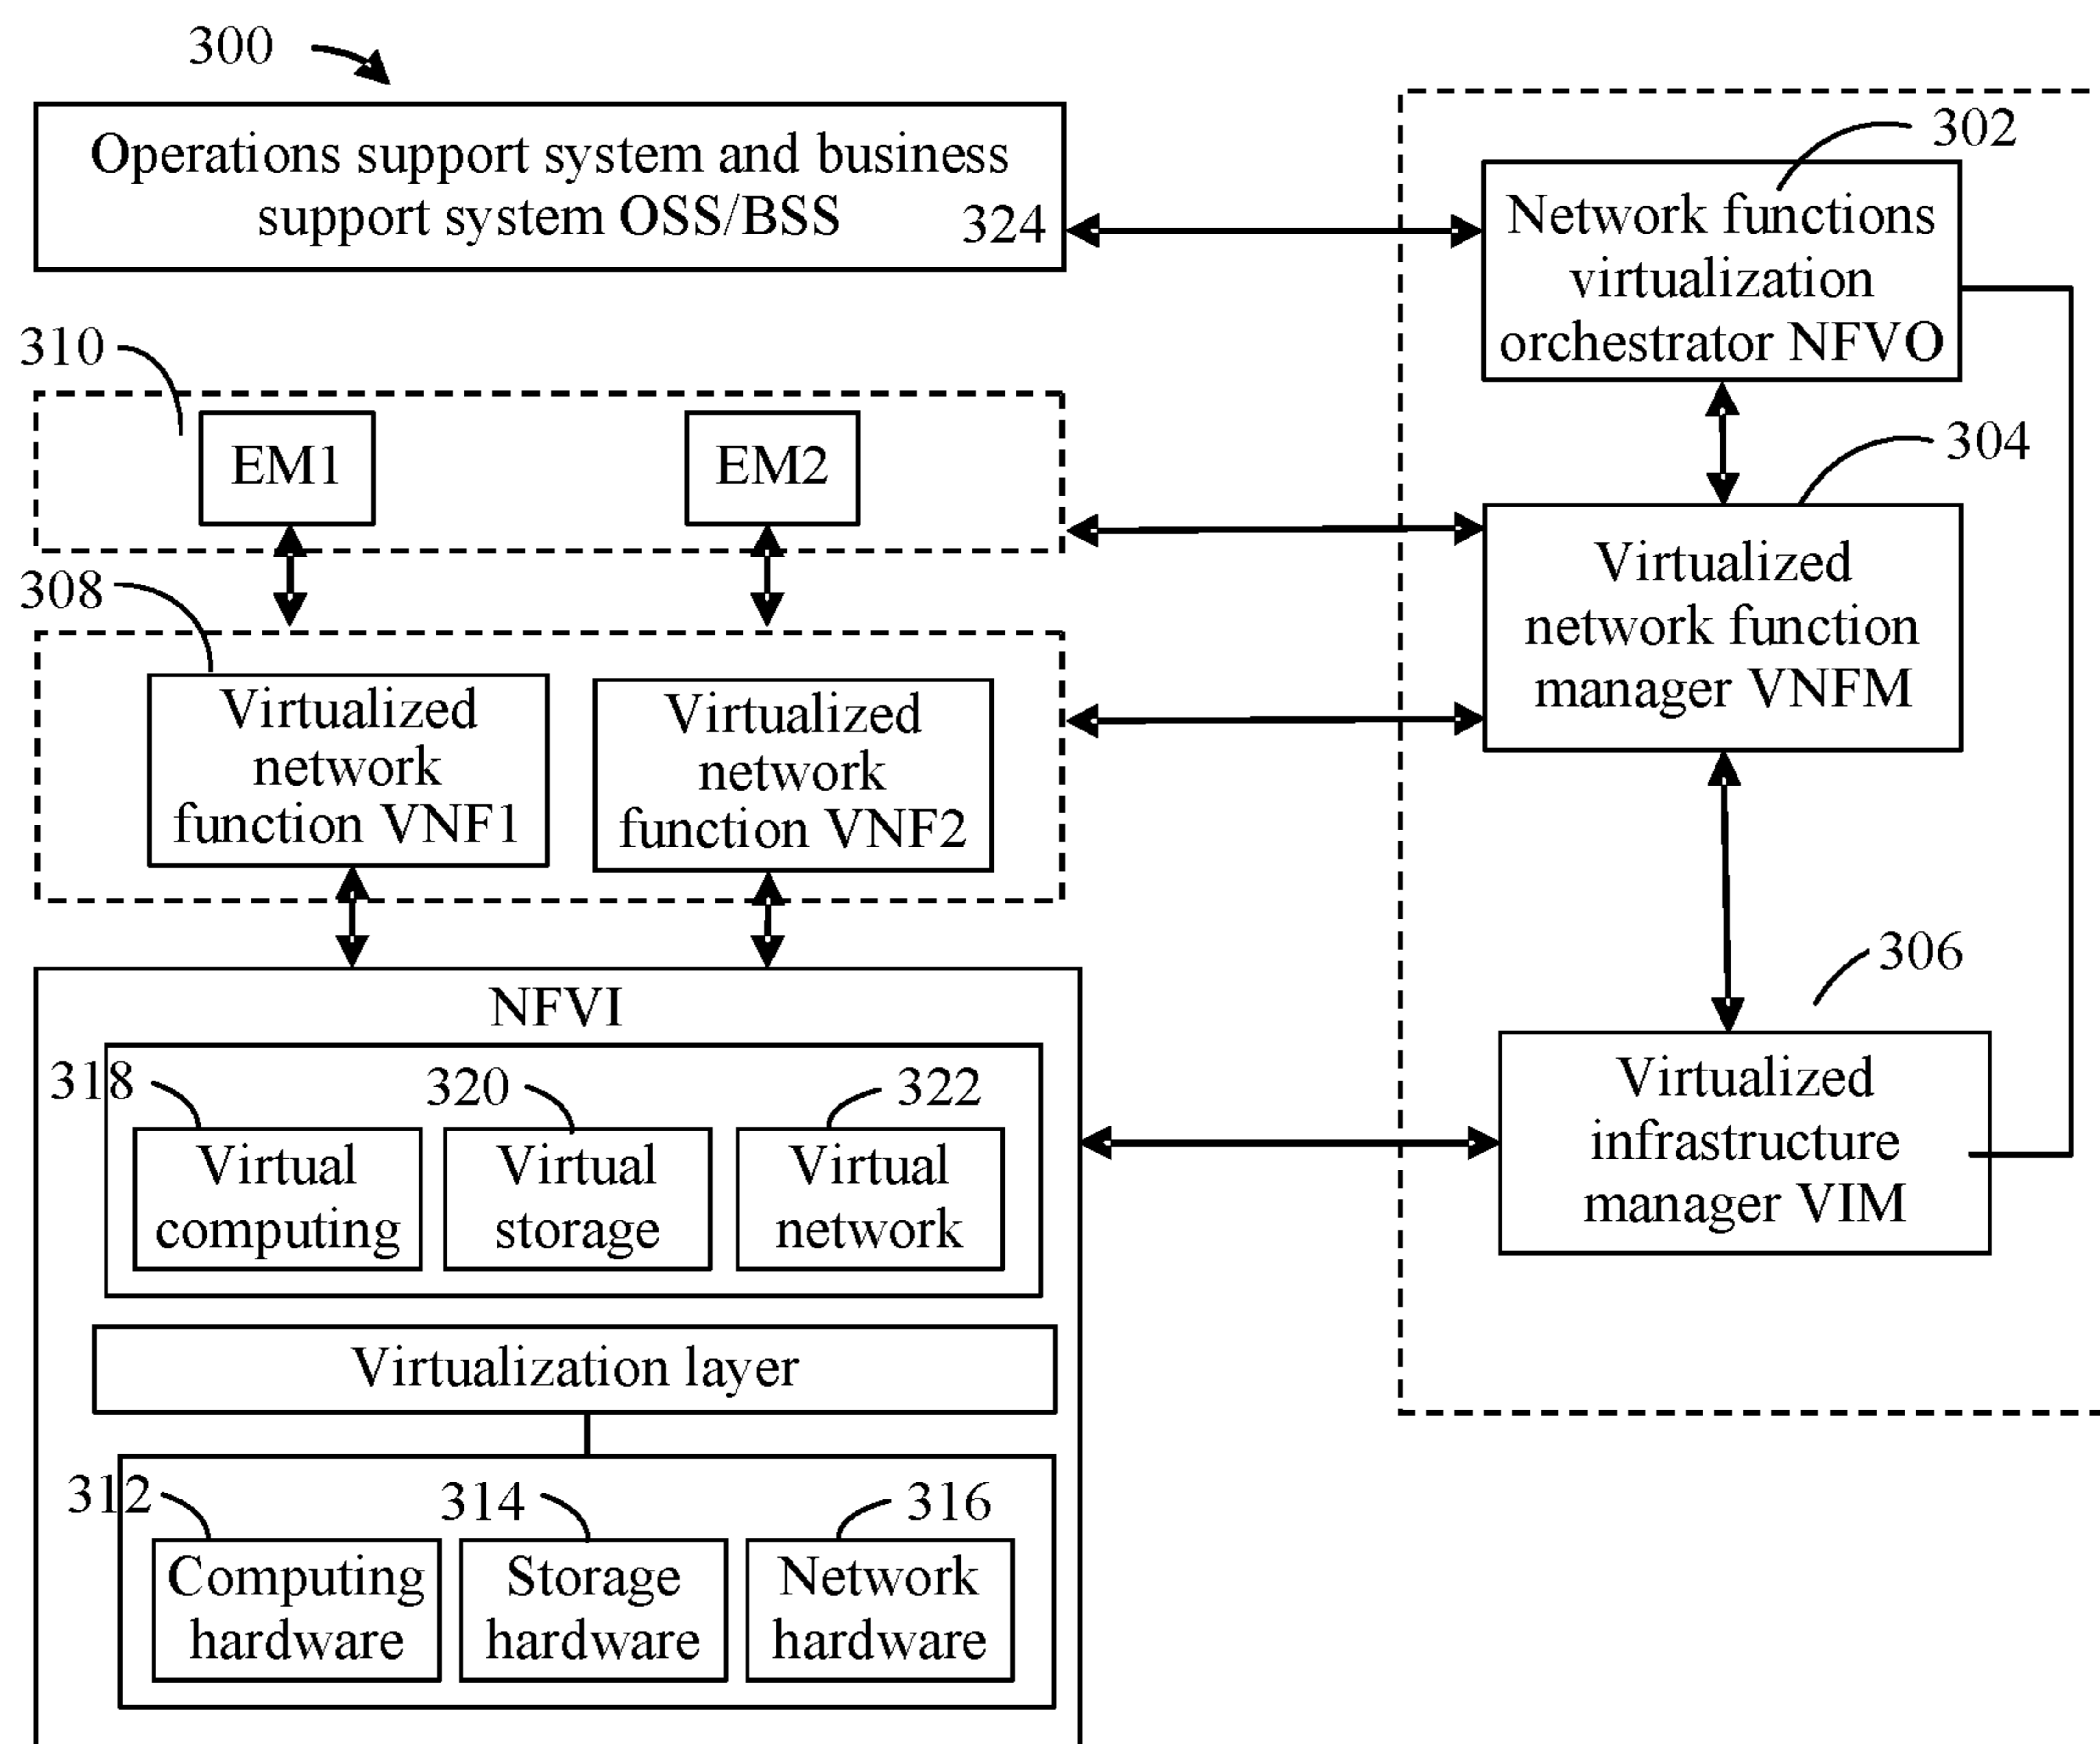 300
Operations support system and business
support system OSS/BSS
324
302
Network functions
virtualization
orchestrator NFVO
310
EM1
EM2
304
Virtualized
network function
manager VNFM
308
Virtualized
network
function VNF1
Virtualized
network
function VNF2
306
Virtualized
infrastructure
manager VIM
NFVI
318
320
322
Virtual
computing
Virtual
storage
Virtual
network
Virtualization layer
312
314
316
Computing
hardware
Storage
hardware
Network
hardware